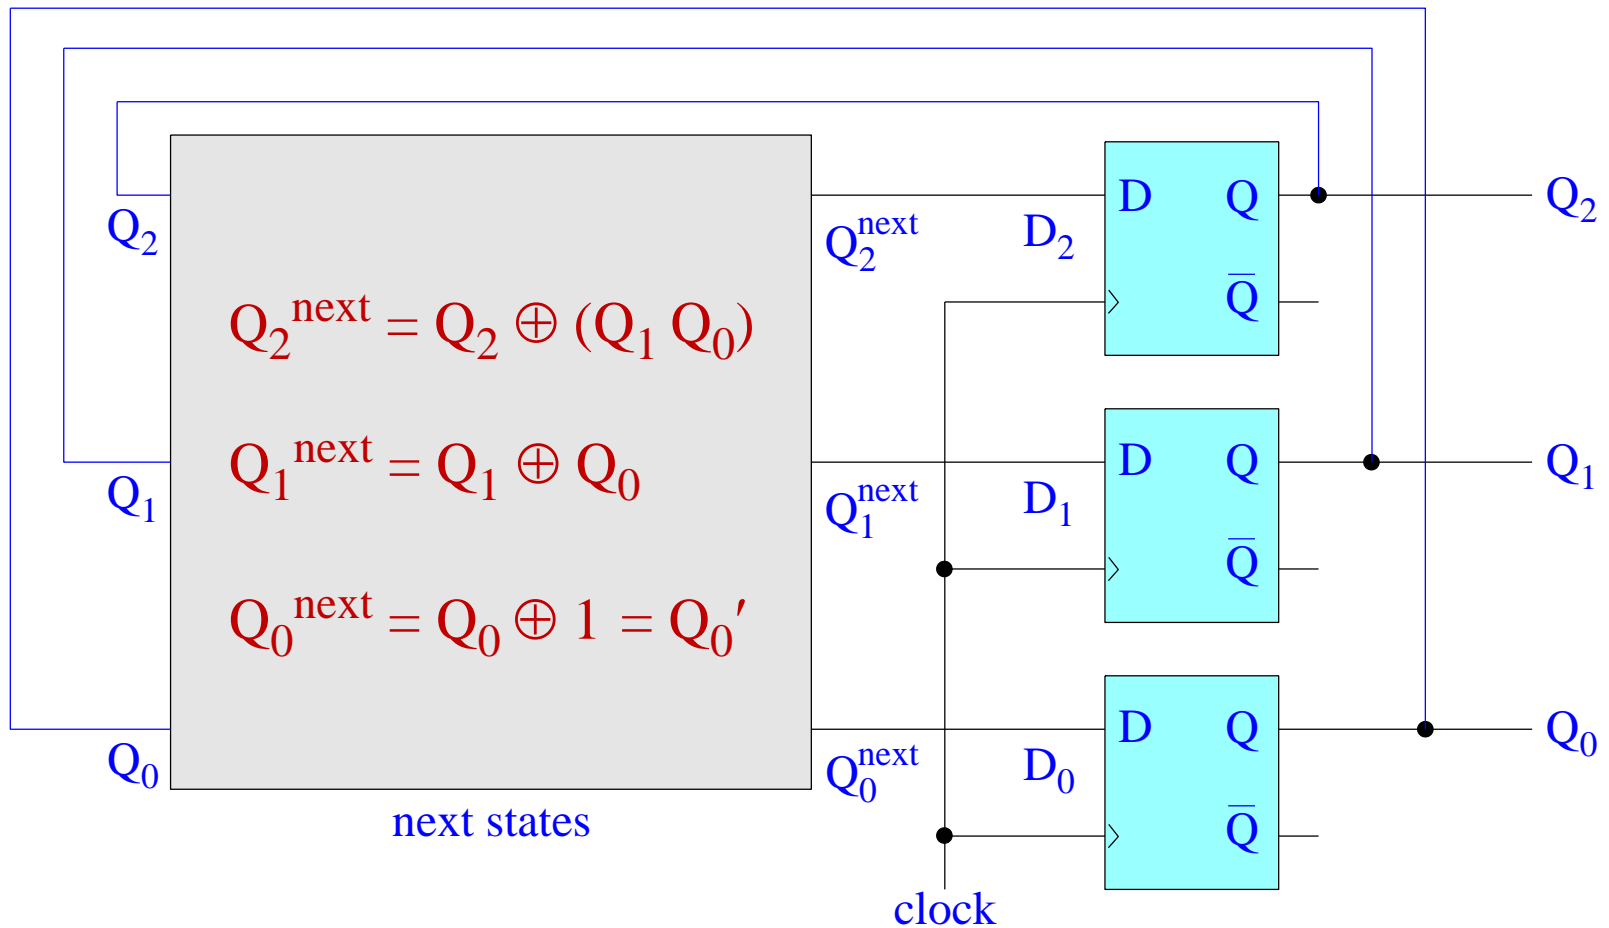 Q₂ Q₂ⁿᵉˣᵗ D₂ D Q Q₂
Q̅
Q₂ⁿᵉˣᵗ = Q₂ ⊕ (Q₁ Q₀)
Q₁ Q₁ⁿᵉˣᵗ D₁ D Q Q₁
Q₁ⁿᵉˣᵗ = Q₁ ⊕ Q₀
Q̅
Q₀ⁿᵉˣᵗ = Q₀ ⊕ 1 = Q₀′
Q₀ Q₀ⁿᵉˣᵗ D₀ D Q Q₀
next states
Q̅
clock